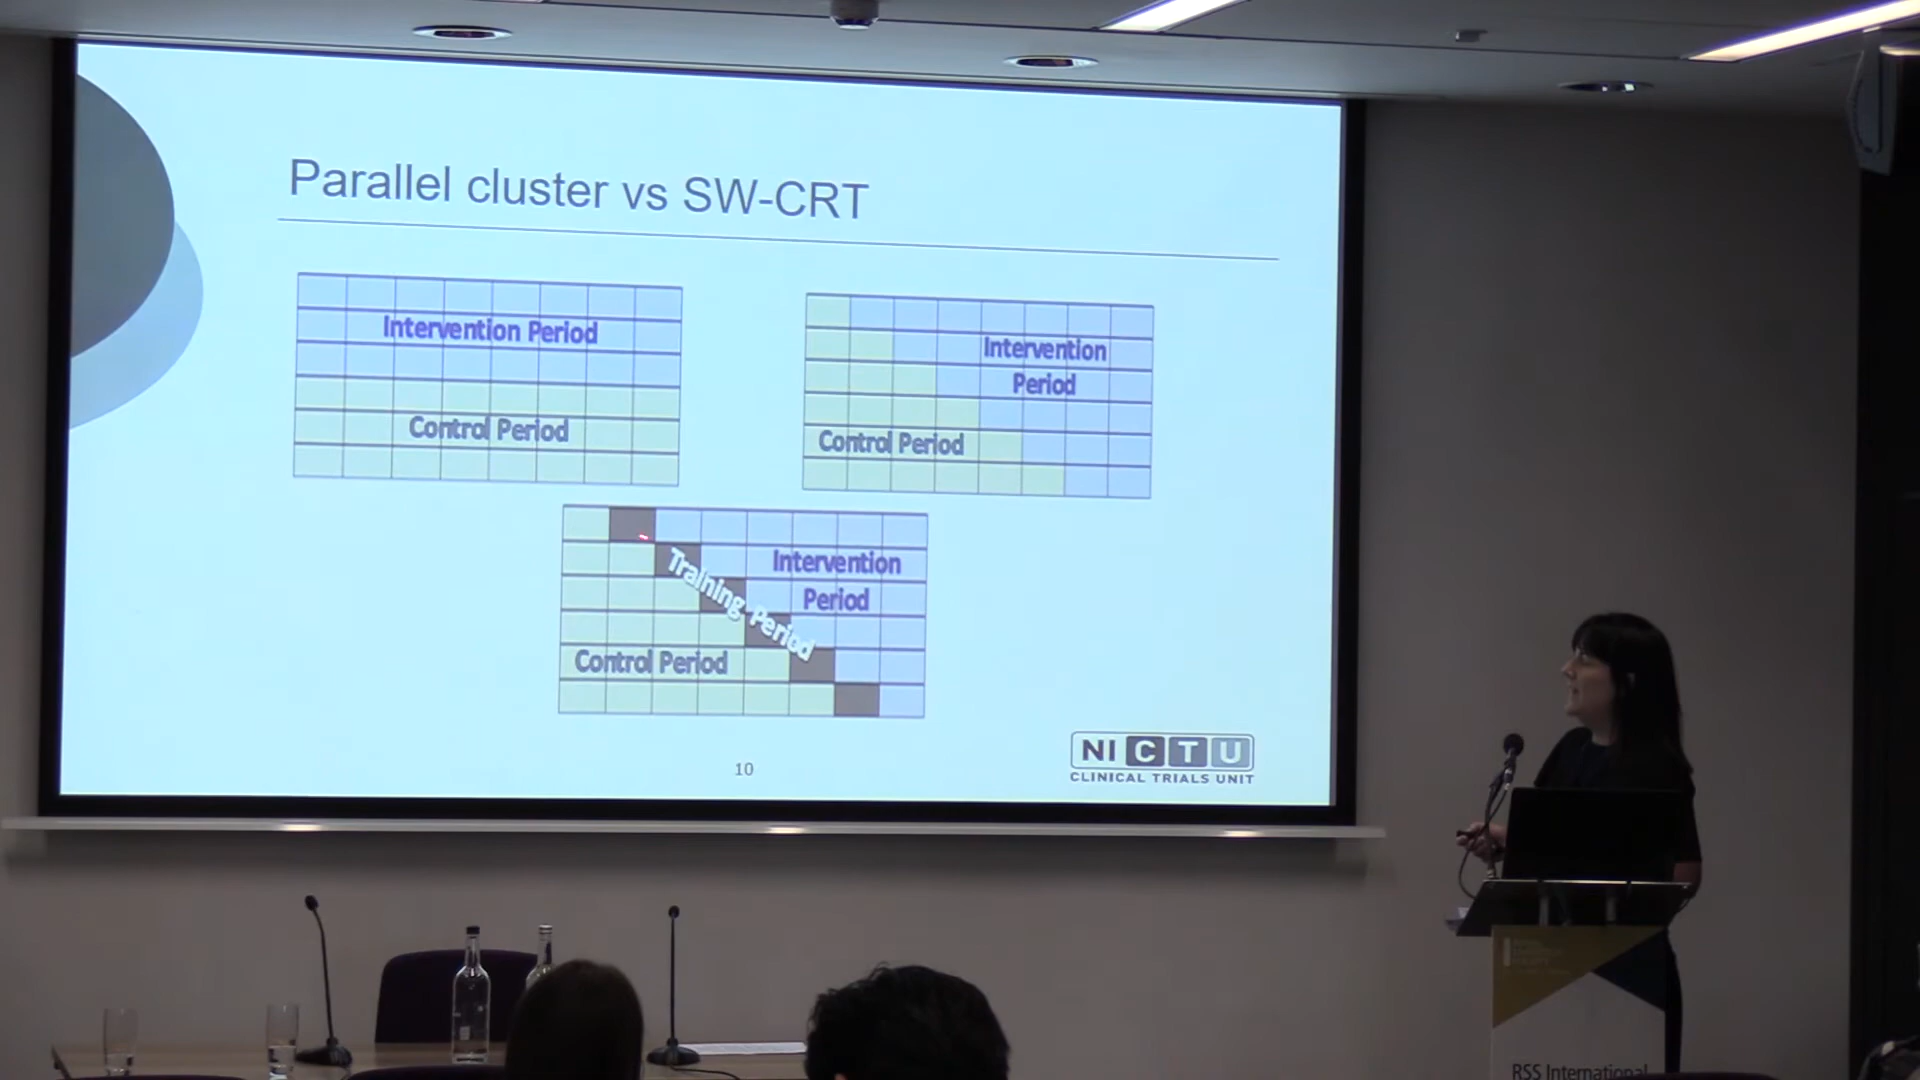 Parallel cluster vs SW-CRT
Intervention Period
Control Period
Intervention
Period
Control Period
Training Period
Intervention
Period
Control Period
10
NI CTU
CLINICAL TRIALS UNIT
RSS International